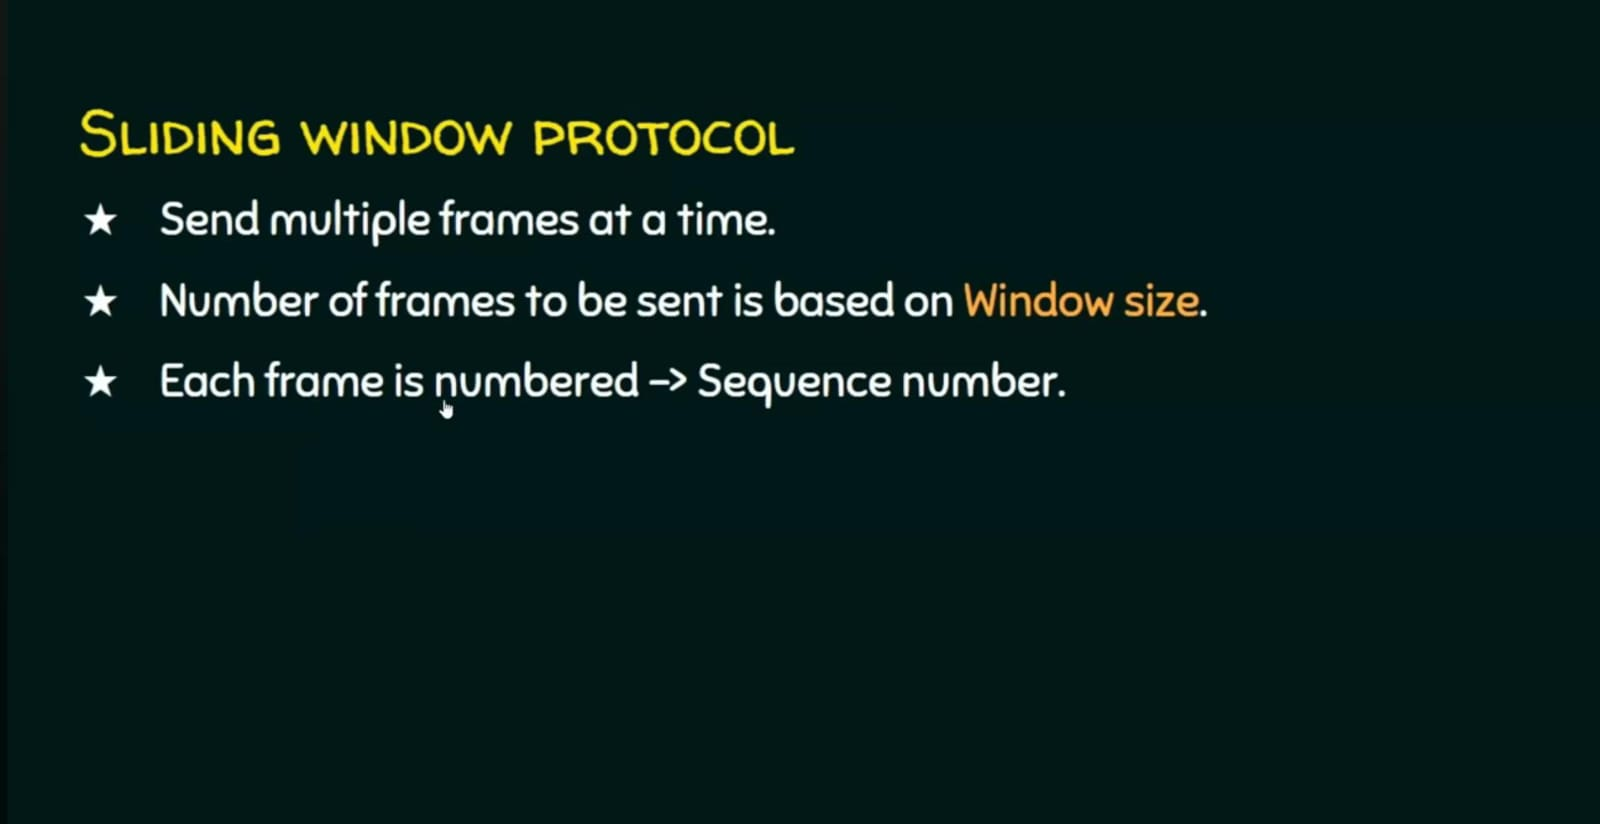 SLIDING WINDOW PROTOCOL
★ Send multiple frames at a time.
★ Number of frames to be sent is based on Window size.
★ Each frame is numbered -> Sequence number.